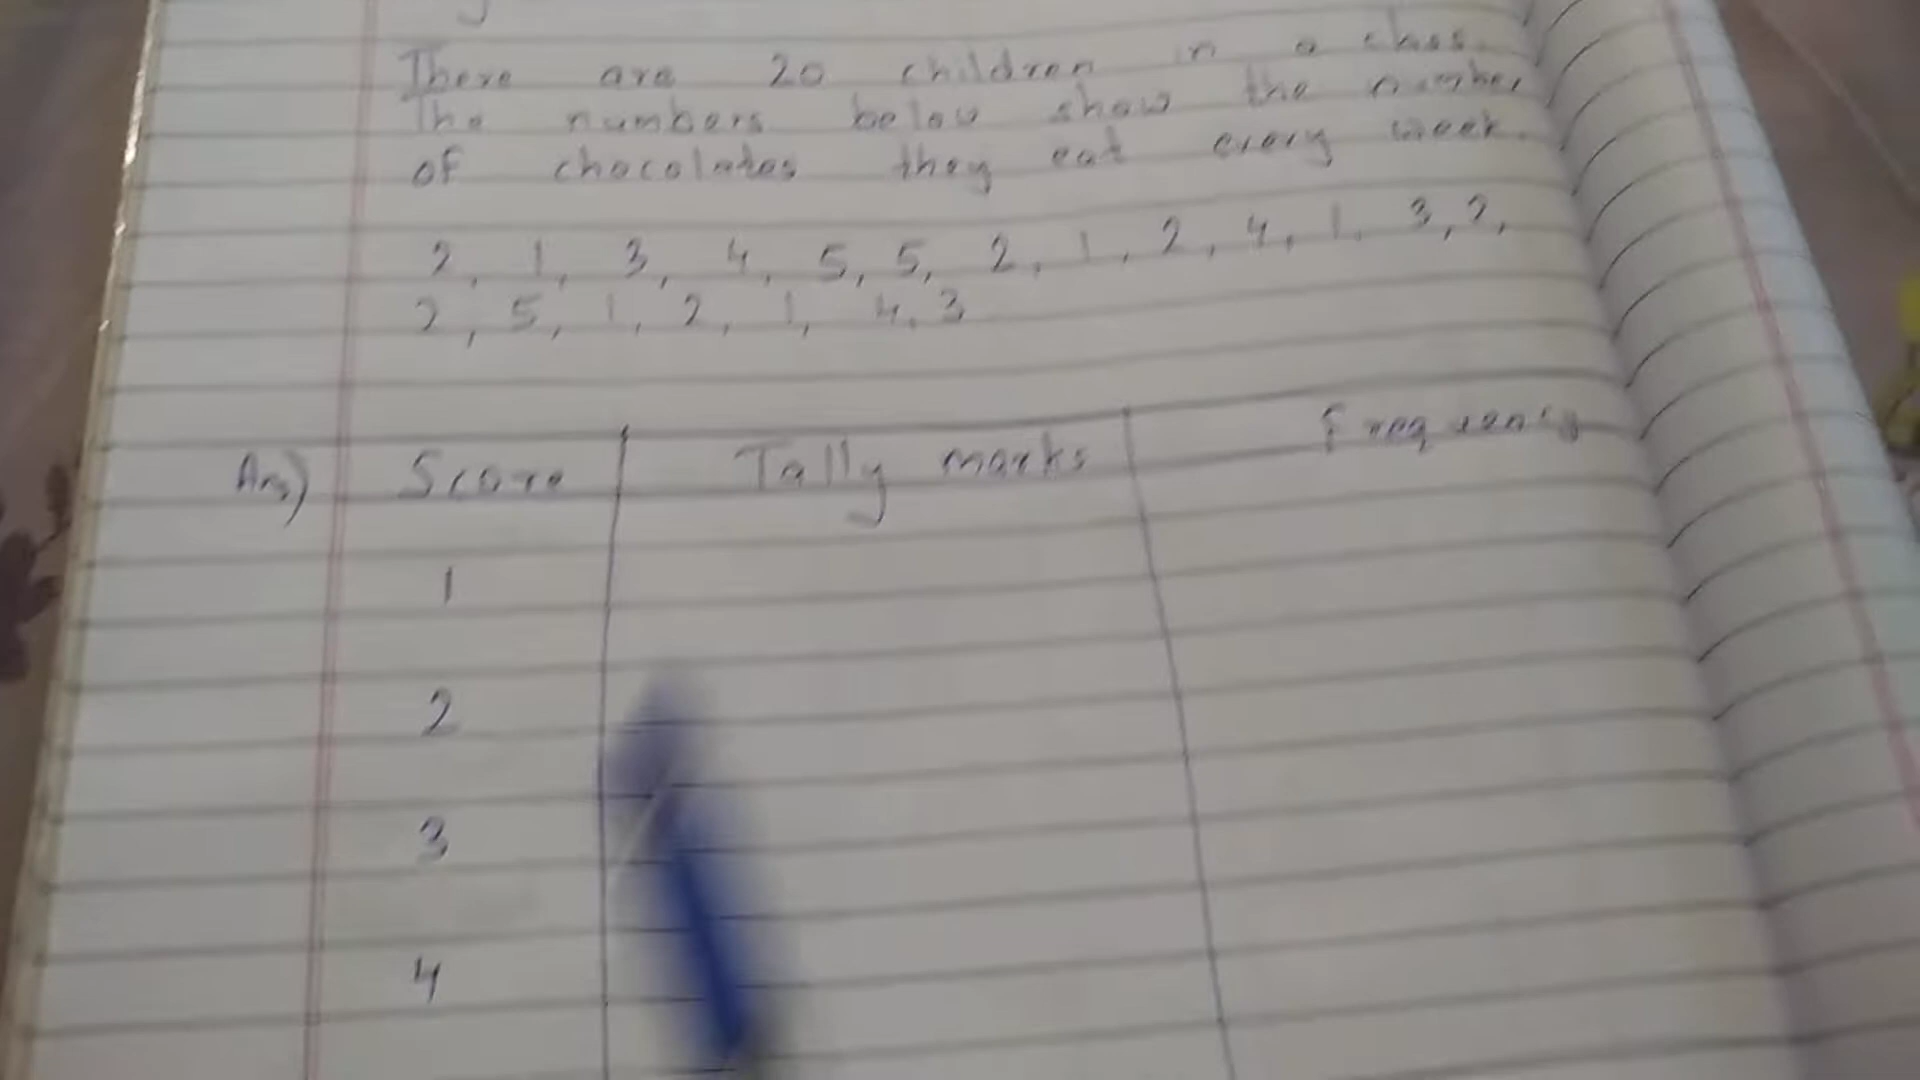 There are 20 children in a class.
The numbers below show the number
of chocolates they eat every week.
2, 1, 3, 4, 5, 5, 2, 1, 2, 4, 1, 3, 2,
2, 5, 1, 2, 1, 4, 3
Ans) Score Tally marks Frequency
1
2
3
4